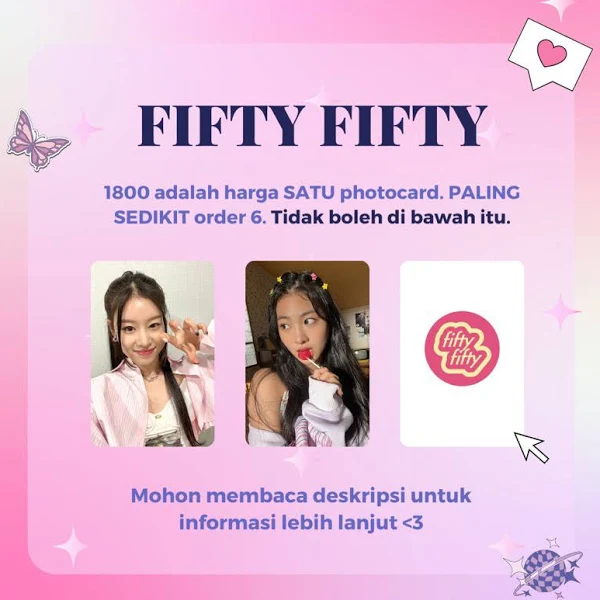 FIFTY FIFTY
1800 adalah harga SATU photocard. PALING
SEDIKIT order 6. Tidak boleh di bawah itu.
fifty
fifty
Mohon membaca deskripsi untuk
informasi lebih lanjut <3